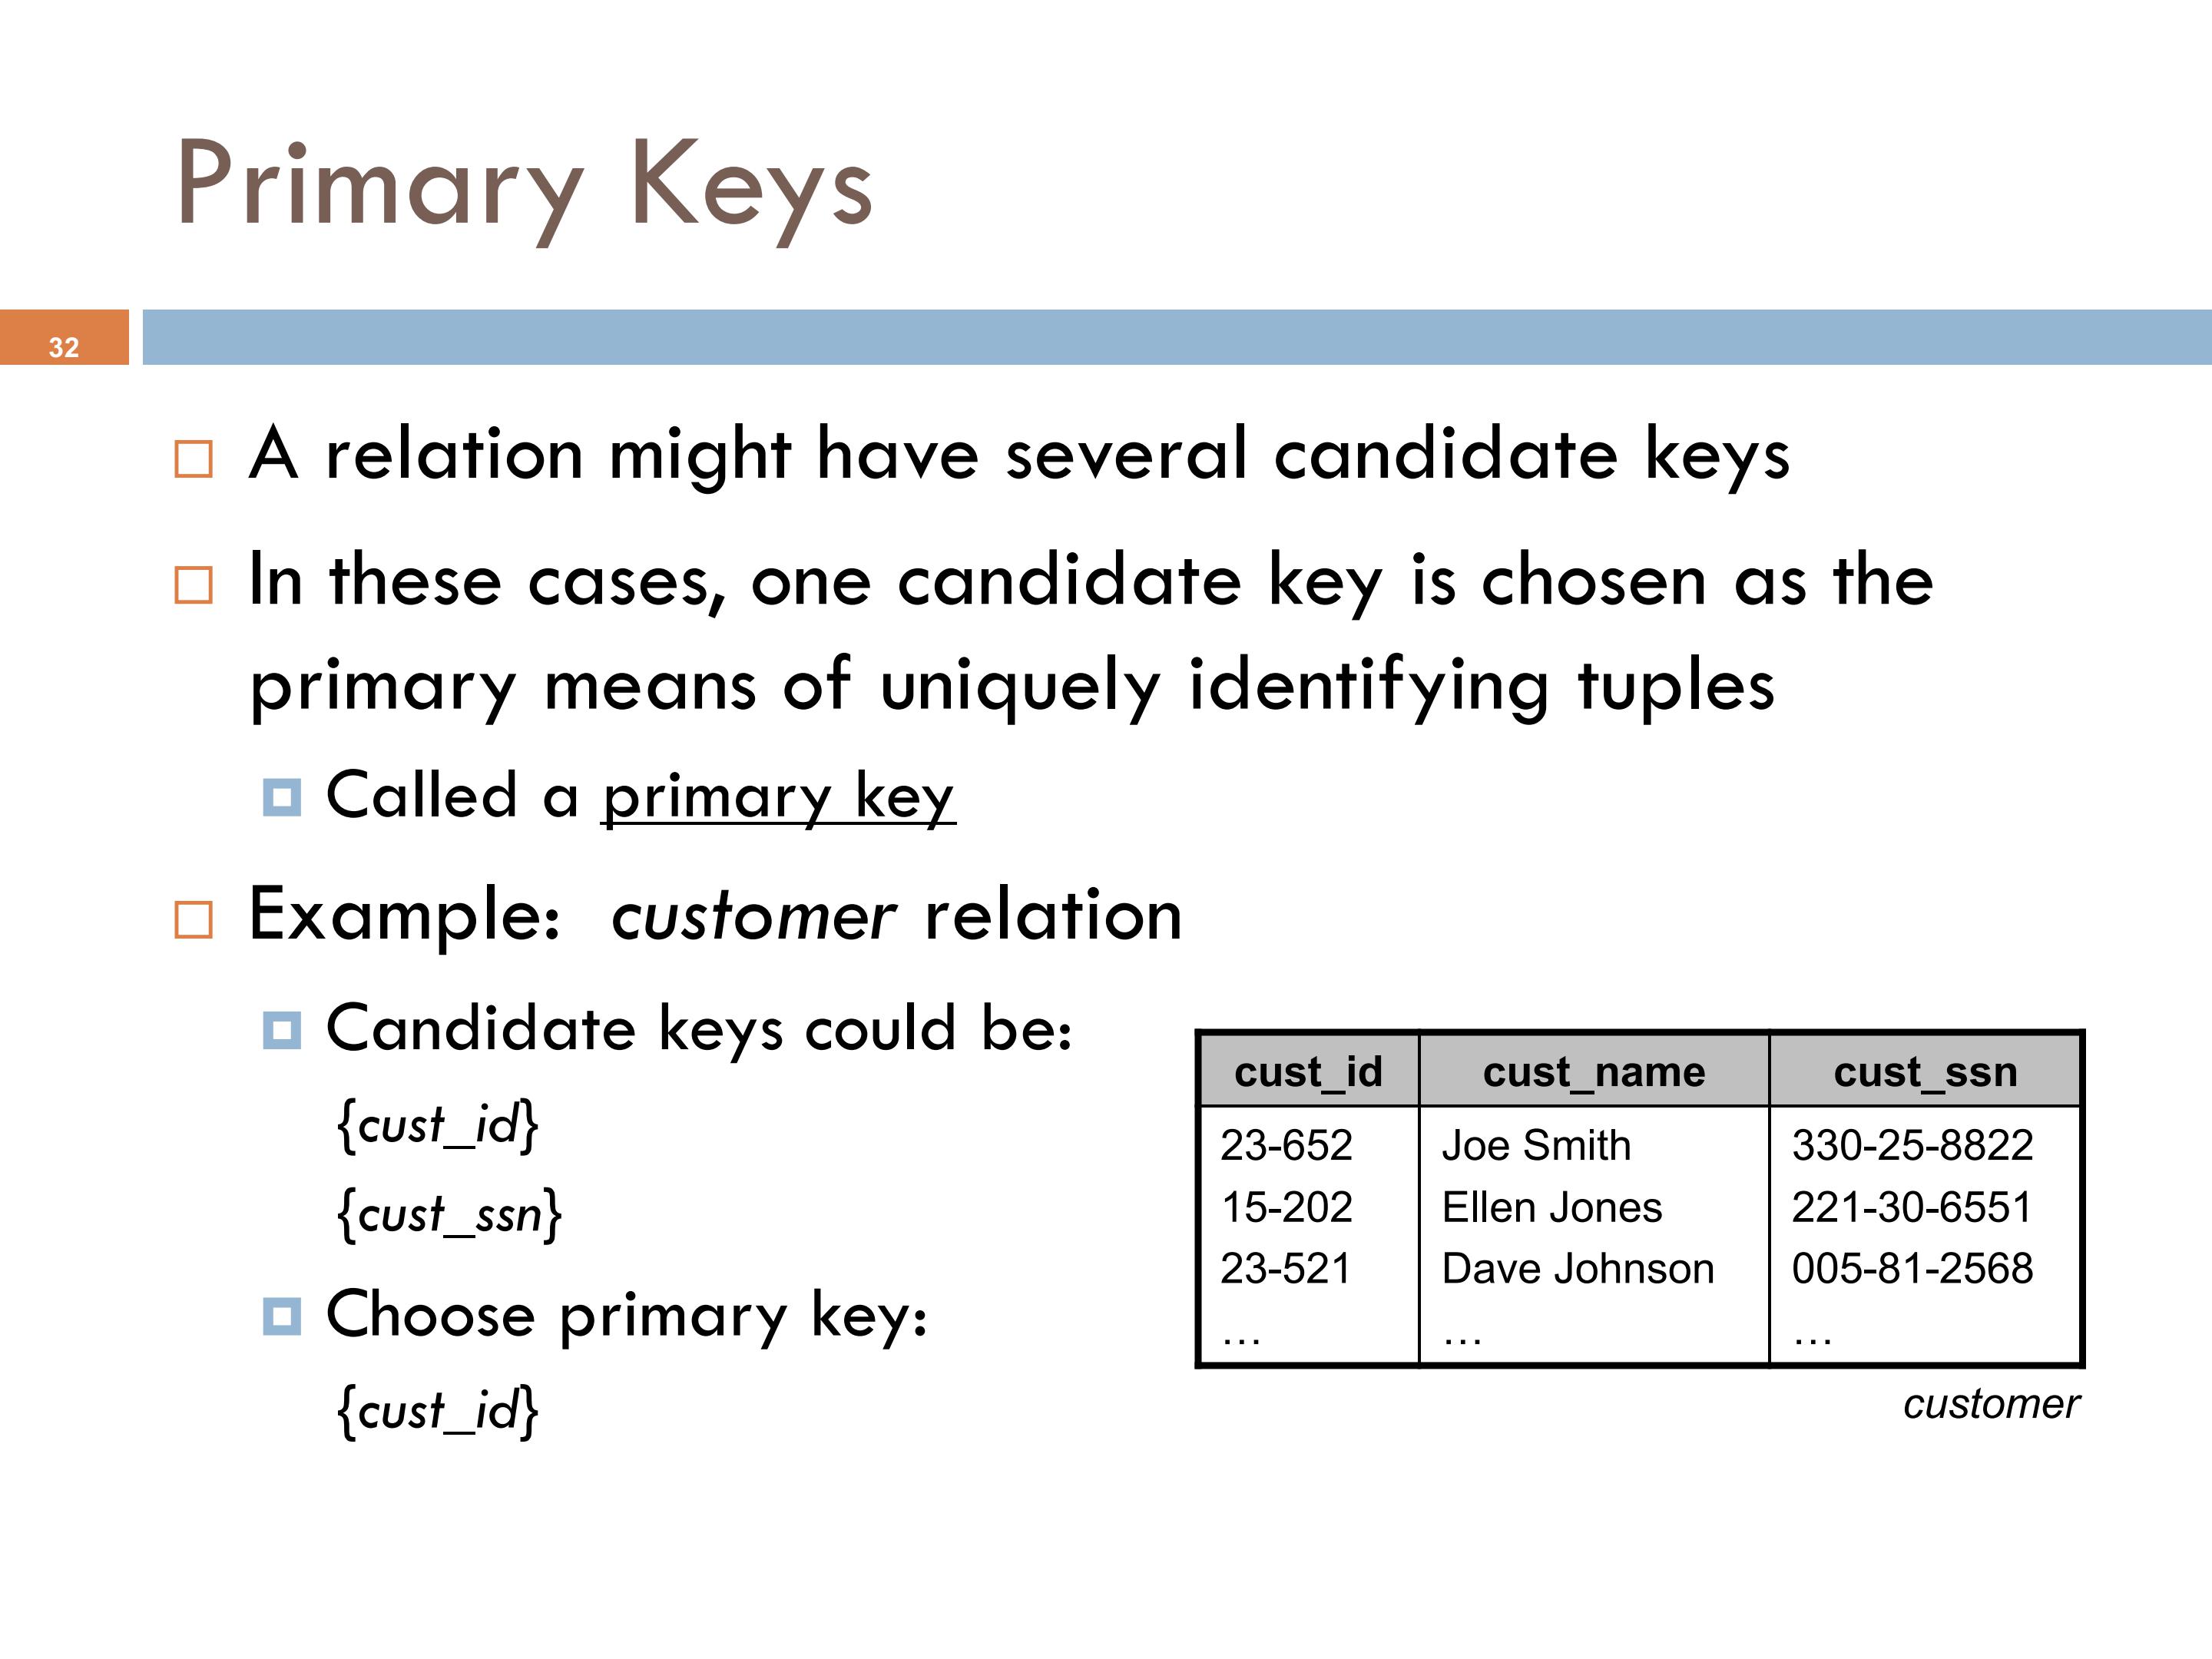 Primary Keys
32
A relation might have several candidate keys
In these cases, one candidate key is chosen as the
primary means of uniquely identifying tuples
Called a primary key
Example: customer relation
Candidate keys could be:
{cust_id}
{cust_ssn}
Choose primary key:
{cust_id}
cust_id cust_name cust_ssn
23-652 Joe Smith 330-25-8822
15-202 Ellen Jones 221-30-6551
23-521 Dave Johnson 005-81-2568
… … …
customer